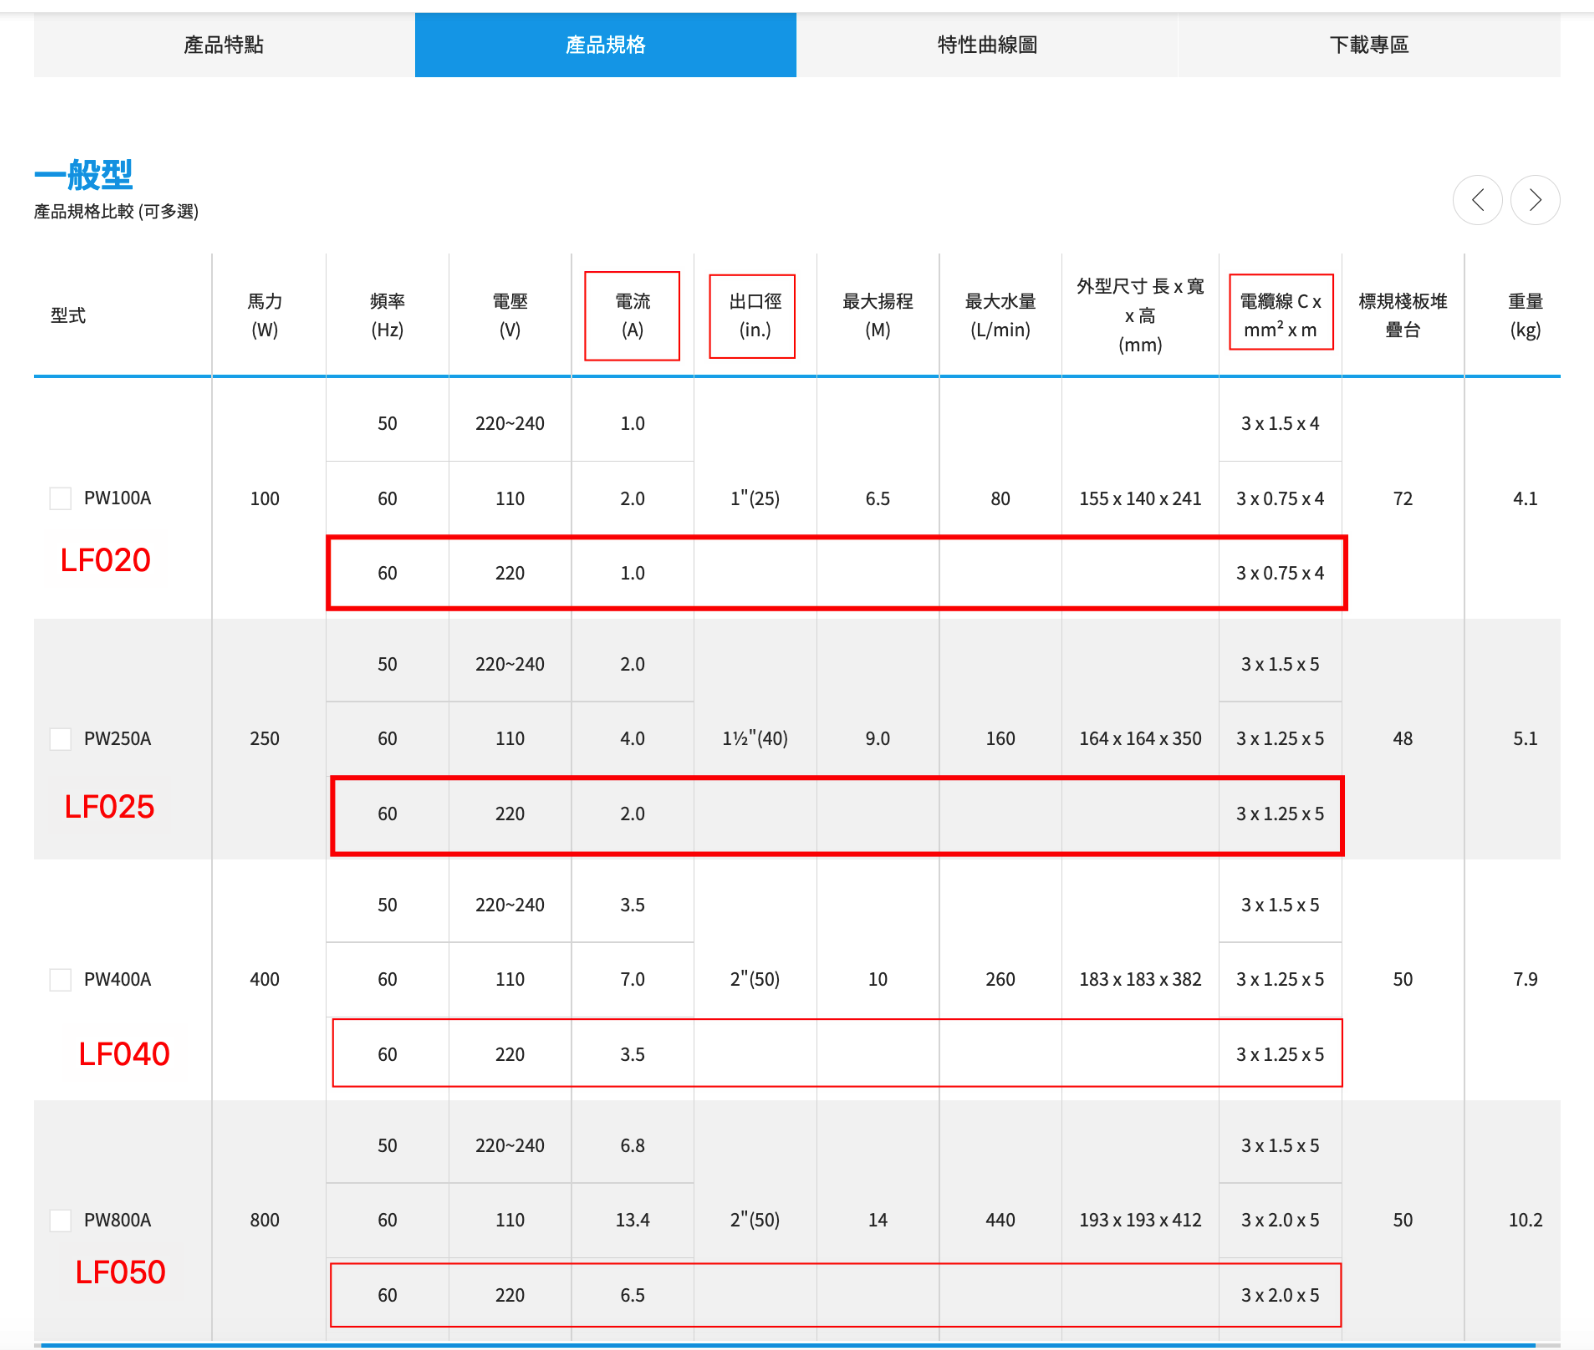 產品特點 產品規格 特性曲線圖 下載專區
一般型
產品規格比較 (可多選)
型式 馬力 (W) 頻率 (Hz) 電壓 (V) 電流 (A) 出口徑 (in.) 最大揚程 (M) 最大水量 (L/min) 外型尺寸 長 x 寬 x 高 (mm) 電纜線 C x mm² x m 標規棧板堆疊台 重量 (kg)
50 220~240 1.0 3 x 1.5 x 4
PW100A 100 60 110 2.0 1"(25) 6.5 80 155 x 140 x 241 3 x 0.75 x 4 72 4.1
LF020
60 220 1.0 3 x 0.75 x 4
50 220~240 2.0 3 x 1.5 x 5
PW250A 250 60 110 4.0 1½"(40) 9.0 160 164 x 164 x 350 3 x 1.25 x 5 48 5.1
LF025
60 220 2.0 3 x 1.25 x 5
50 220~240 3.5 3 x 1.5 x 5
PW400A 400 60 110 7.0 2"(50) 10 260 183 x 183 x 382 3 x 1.25 x 5 50 7.9
LF040
60 220 3.5 3 x 1.25 x 5
50 220~240 6.8 3 x 1.5 x 5
PW800A 800 60 110 13.4 2"(50) 14 440 193 x 193 x 412 3 x 2.0 x 5 50 10.2
LF050
60 220 6.5 3 x 2.0 x 5